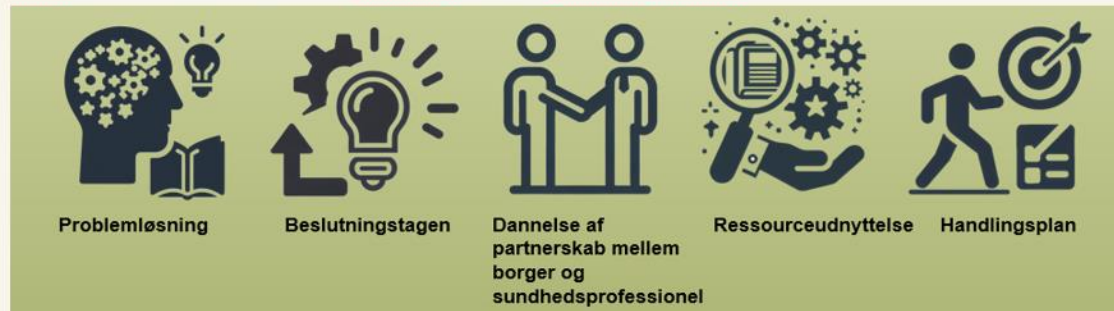 Problemløsning
Beslutningstagen
Dannelse af
partnerskab mellem
borger og
sundhedsprofessionel
Ressourceudnyttelse
Handlingsplan